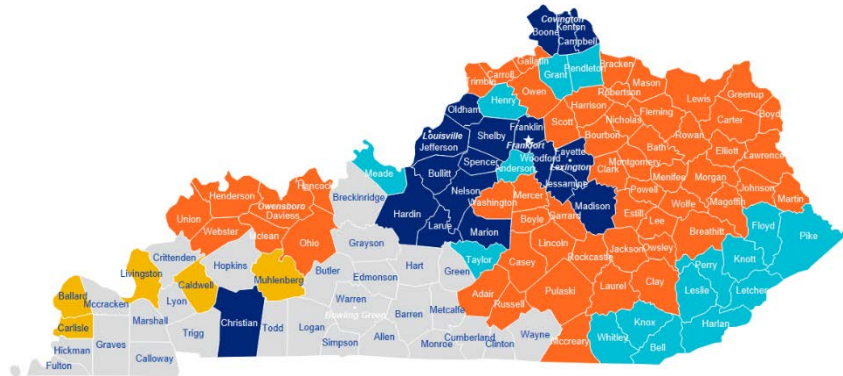 Covington
Boone
Kenton
Campbell
Gallatin
Grant
Pendleton
Bracken
Trimble
Carroll
Owen
Mason
Robertson
Lewis
Greenup
Henry
Harrison
Fleming
Boyd
Oldham
Nicholas
Carter
Louisville
Jefferson
Shelby
Franklin
Scott
Bourbon
Rowan
Frankfort
Bath
Elliott
Spencer
Woodford
Fayette
Lexington
Lawrence
Meade
Bullitt
Anderson
Montgomery
Clark
Menifee
Morgan
Hancock
Nelson
Jessamine
Powell
Johnson
Martin
Henderson
Owensboro
Daviess
Breckinridge
Hardin
Washington
Mercer
Madison
Estill
Wolfe
Magoffin
Union
Larue
Marion
Boyle
Garrard
Lee
Floyd
Webster
Mclean
Ohio
Grayson
Lincoln
Jackson
Owsley
Breathitt
Pike
Crittenden
Hopkins
Butler
Hart
Green
Taylor
Casey
Rockcastle
Perry
Knott
Livingston
Muhlenberg
Edmonson
Adair
Pulaski
Laurel
Clay
Leslie
Letcher
Ballard
Mccracken
Lyon
Caldwell
Warren
Barren
Metcalfe
Russell
Carlisle
Marshall
Trigg
Christian
Todd
Logan
Bowling Green
Simpson
Allen
Monroe
Cumberland
Clinton
Wayne
Mccreary
Whitley
Knox
Bell
Harlan
Hickman
Graves
Calloway
Fulton